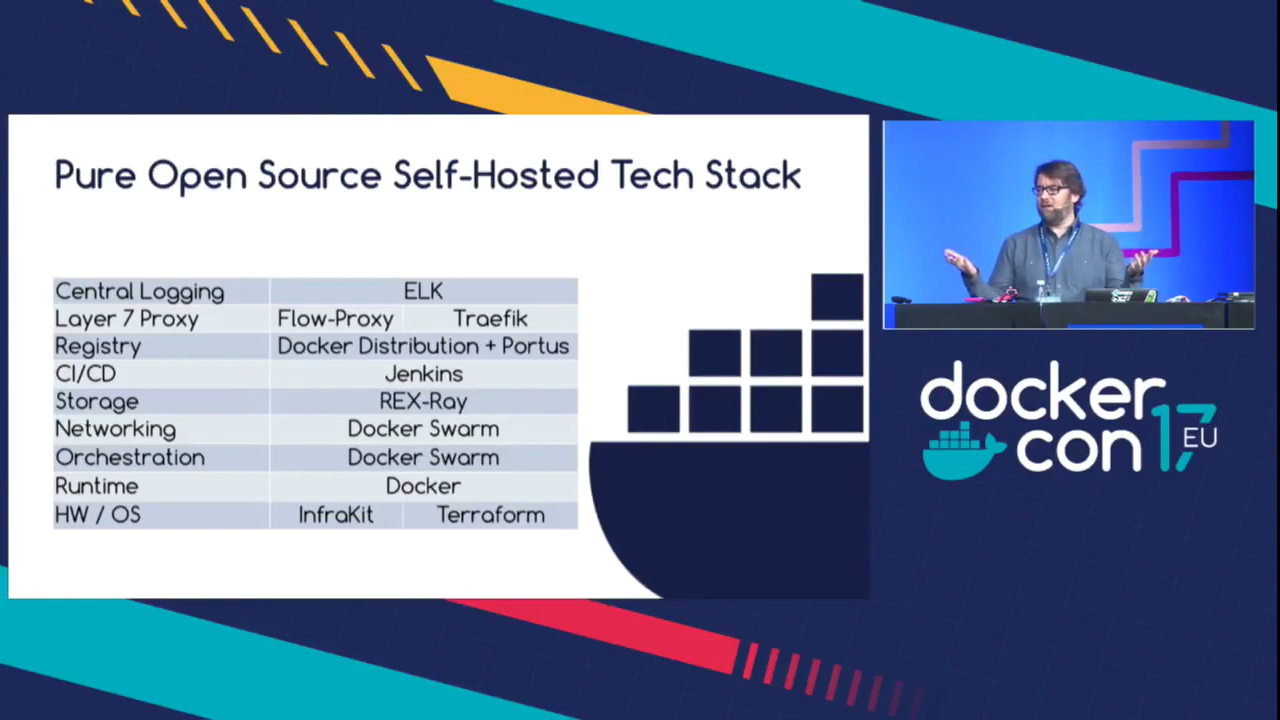 Pure Open Source Self-Hosted Tech Stack
Central Logging ELK
Layer 7 Proxy Flow-Proxy Traefik
Registry Docker Distribution + Portus
CI/CD Jenkins
Storage REX-Ray
Networking Docker Swarm
Orchestration Docker Swarm
Runtime Docker
HW / OS InfraKit Terraform
docker
con 17 EU